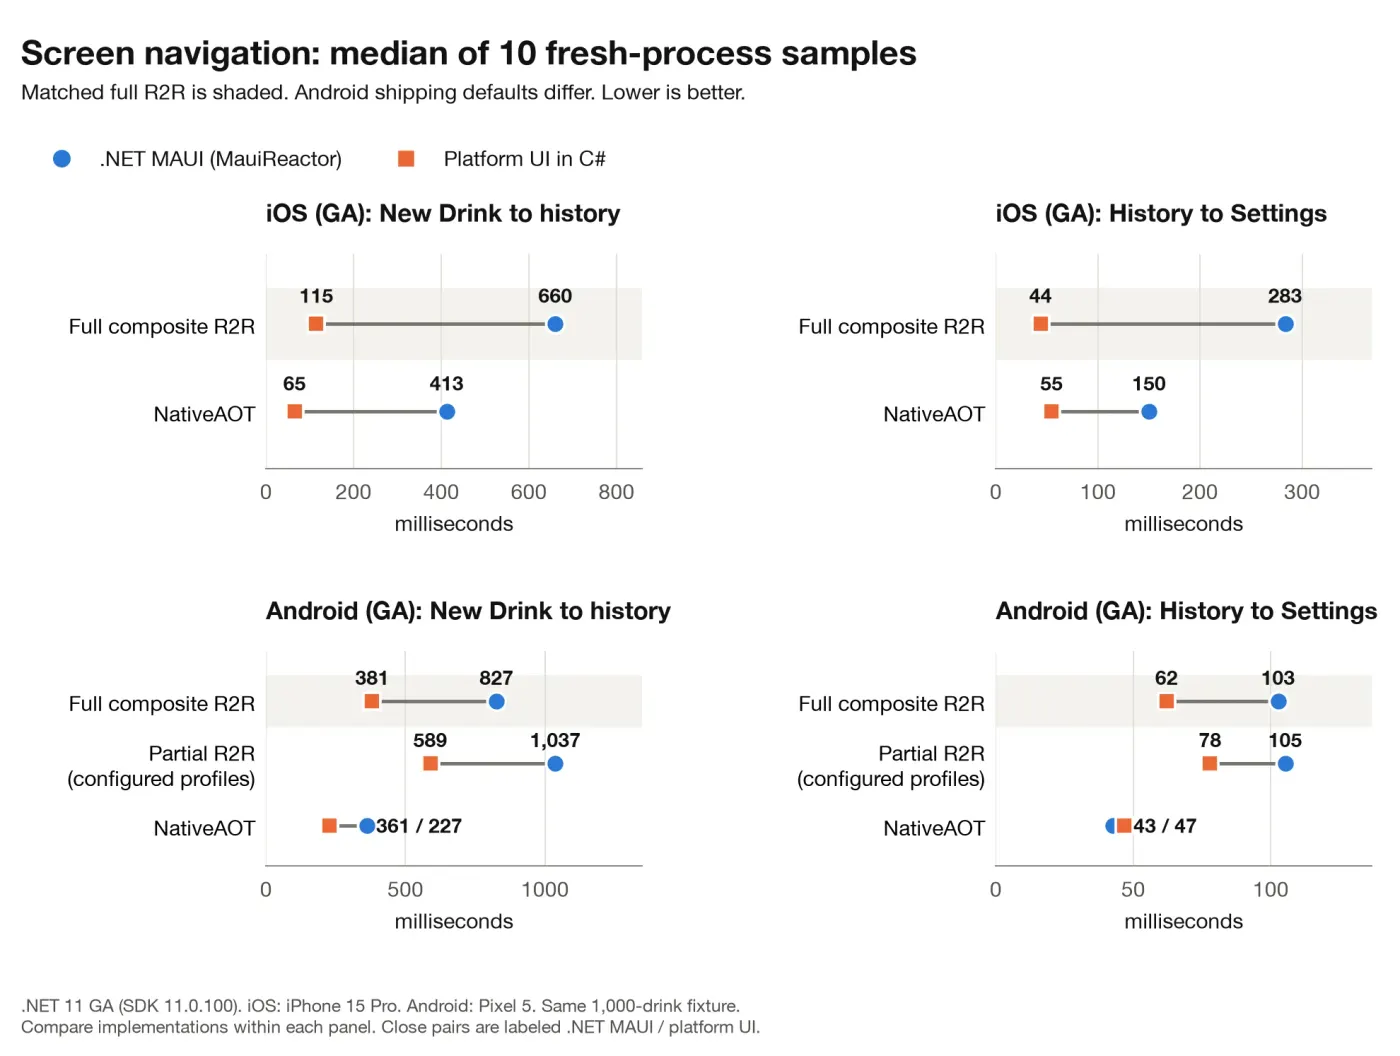 Screen navigation: median of 10 fresh-process samples
Matched full R2R is shaded. Android shipping defaults differ. Lower is better.
.NET MAUI (MauiReactor)
Platform UI in C#
iOS (GA): New Drink to history
115
660
Full composite R2R
65
413
NativeAOT
0
200
400
600
800
milliseconds
iOS (GA): History to Settings
44
283
Full composite R2R
55
150
NativeAOT
0
100
200
300
milliseconds
Android (GA): New Drink to history
381
827
Full composite R2R
589
1,037
Partial R2R
(configured profiles)
NativeAOT
361 / 227
0
500
1000
milliseconds
Android (GA): History to Settings
62
103
Full composite R2R
78
105
Partial R2R
(configured profiles)
NativeAOT
43 / 47
0
50
100
milliseconds
.NET 11 GA (SDK 11.0.100). iOS: iPhone 15 Pro. Android: Pixel 5. Same 1,000-drink fixture.
Compare implementations within each panel. Close pairs are labeled .NET MAUI / platform UI.